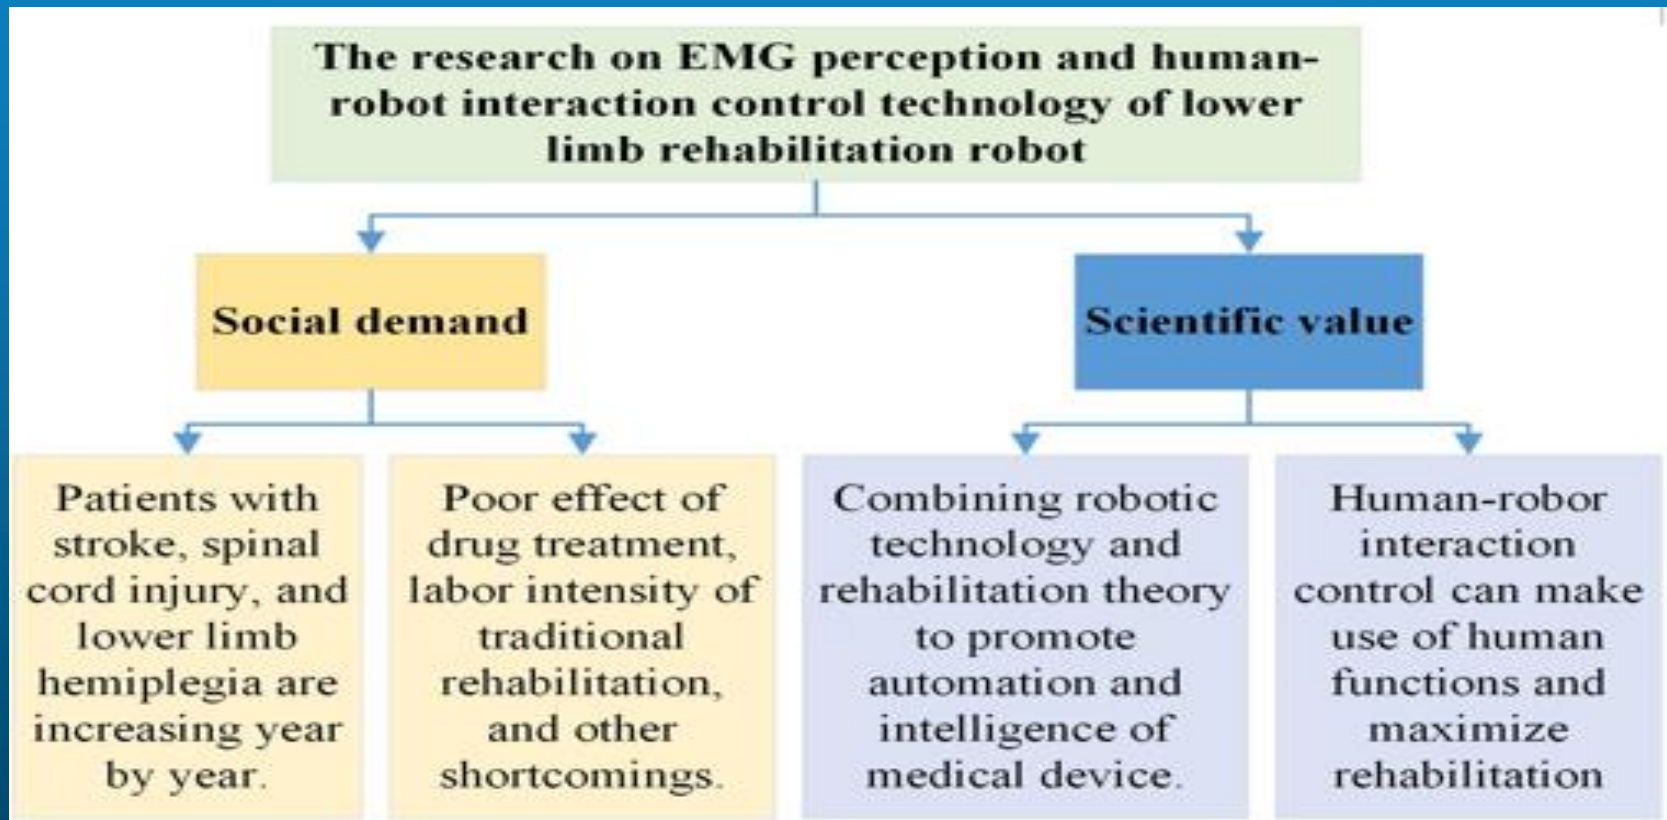 The research on EMG perception and human-
robot interaction control technology of lower
limb rehabilitation robot
Social demand
Scientific value
Patients with
stroke, spinal
cord injury, and
lower limb
hemiplegia are
increasing year
by year.
Poor effect of
drug treatment,
labor intensity of
traditional
rehabilitation,
and other
shortcomings.
Combining robotic
technology and
rehabilitation theory
to promote
automation and
intelligence of
medical device.
Human-robor
interaction
control can make
use of human
functions and
maximize
rehabilitation